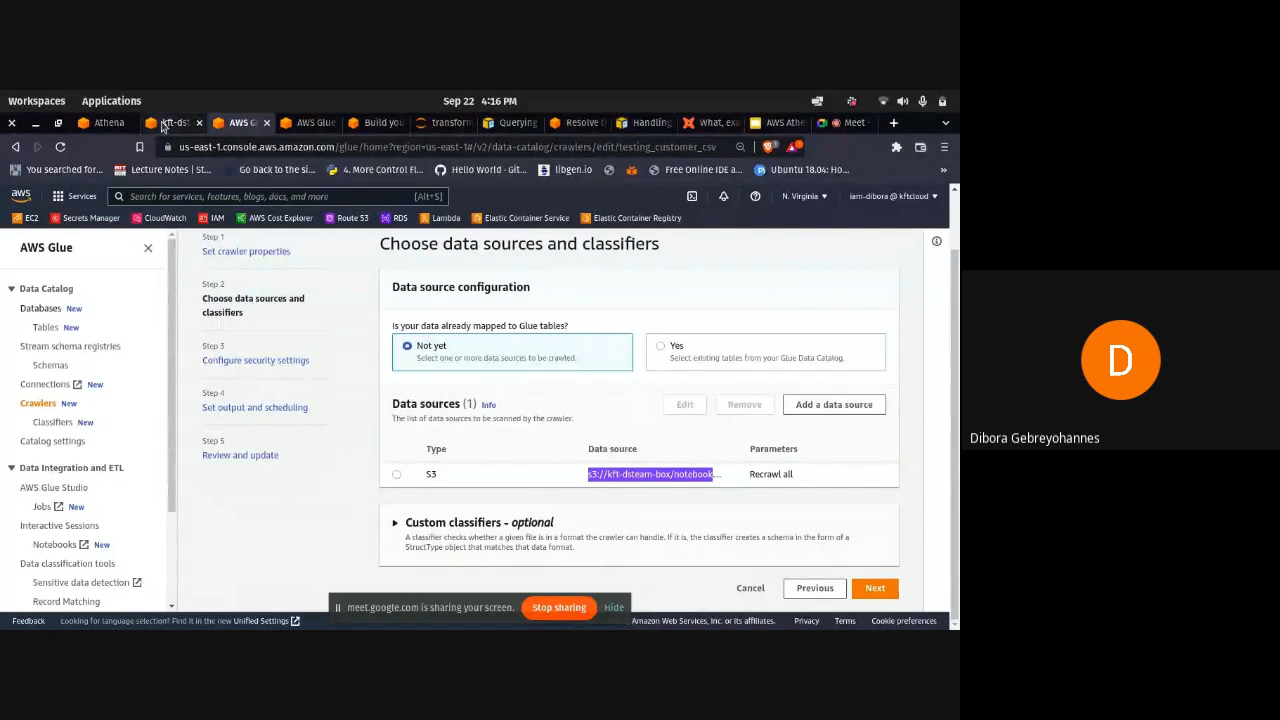 Workspaces Applications Sep 22 4:16 PM
Athena kft-dst AWS G AWS Glue Build you transform Querying Resolve I Handling What, exa AWS Athe Meet -
us-east-1.console.aws.amazon.com/glue/home?region=us-east-1#/v2/data-catalog/crawlers/edit/testing_customer_csv
You searched for... Lecture Notes | St... Go back to the si... 4. More Control Fl... Hello World · Git... libgen.io Free Online IDE a... Ubuntu 18.04: Ho... »
aws Services Search for services, features, blogs, docs, and more [Alt+S] N. Virginia iam-dibora @ kftcloud
EC2 Secrets Manager CloudWatch IAM AWS Cost Explorer Route 53 RDS Lambda Elastic Container Service Elastic Container Registry
AWS Glue
Data Catalog
Databases New
Tables New
Stream schema registries
Schemas
Connections New
Crawlers New
Classifiers New
Catalog settings
Data Integration and ETL
AWS Glue Studio
Jobs New
Interactive Sessions
Notebooks New
Data classification tools
Sensitive data detection
Record Matching
Step 1
Set crawler properties
Step 2
Choose data sources and
classifiers
Step 3
Configure security settings
Step 4
Set output and scheduling
Step 5
Review and update
Choose data sources and classifiers
Data source configuration
Is your data already mapped to Glue tables?
Not yet
Select one or more data sources to be crawled.
Yes
Select existing tables from your Glue Data Catalog.
Data sources (1) Info
The list of data sources to be scanned by the crawler.
Edit Remove Add a data source
Type Data source Parameters
S3 s3://kft-dsteam-box/notebook... Recrawl all
Custom classifiers - optional
A classifier checks whether a given file is in a format the crawler can handle. If it is, the classifier creates a schema in the form of a
StructType object that matches that data format.
Cancel Previous Next
meet.google.com is sharing your screen. Stop sharing Hide
Feedback Looking for language selection? Find it in the new Unified Settings , Amazon Web Services, Inc. or its affiliates. Privacy Terms Cookie preferences
D
Dibora Gebreyohannes